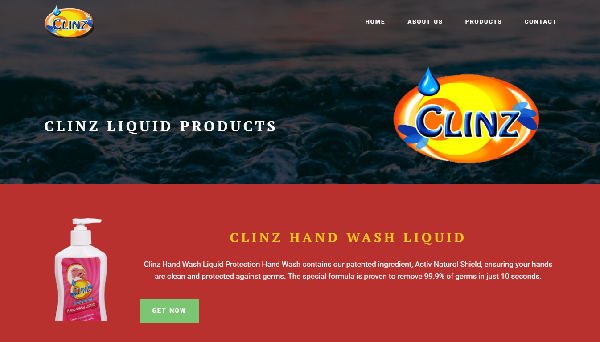 CLINZ
HOME ABOUT US PRODUCTS CONTACT
CLINZ LIQUID PRODUCTS
CLINZ
CLINZ HAND WASH LIQUID
Clinz Hand Wash Liquid Protection Hand Wash contains our patented ingredient, Activ Natural Shield, ensuring your hands
are clean and protected against germs. The special formula is proven to remove 99.9% of germs in just 10 seconds.
Clinz
GET NOW